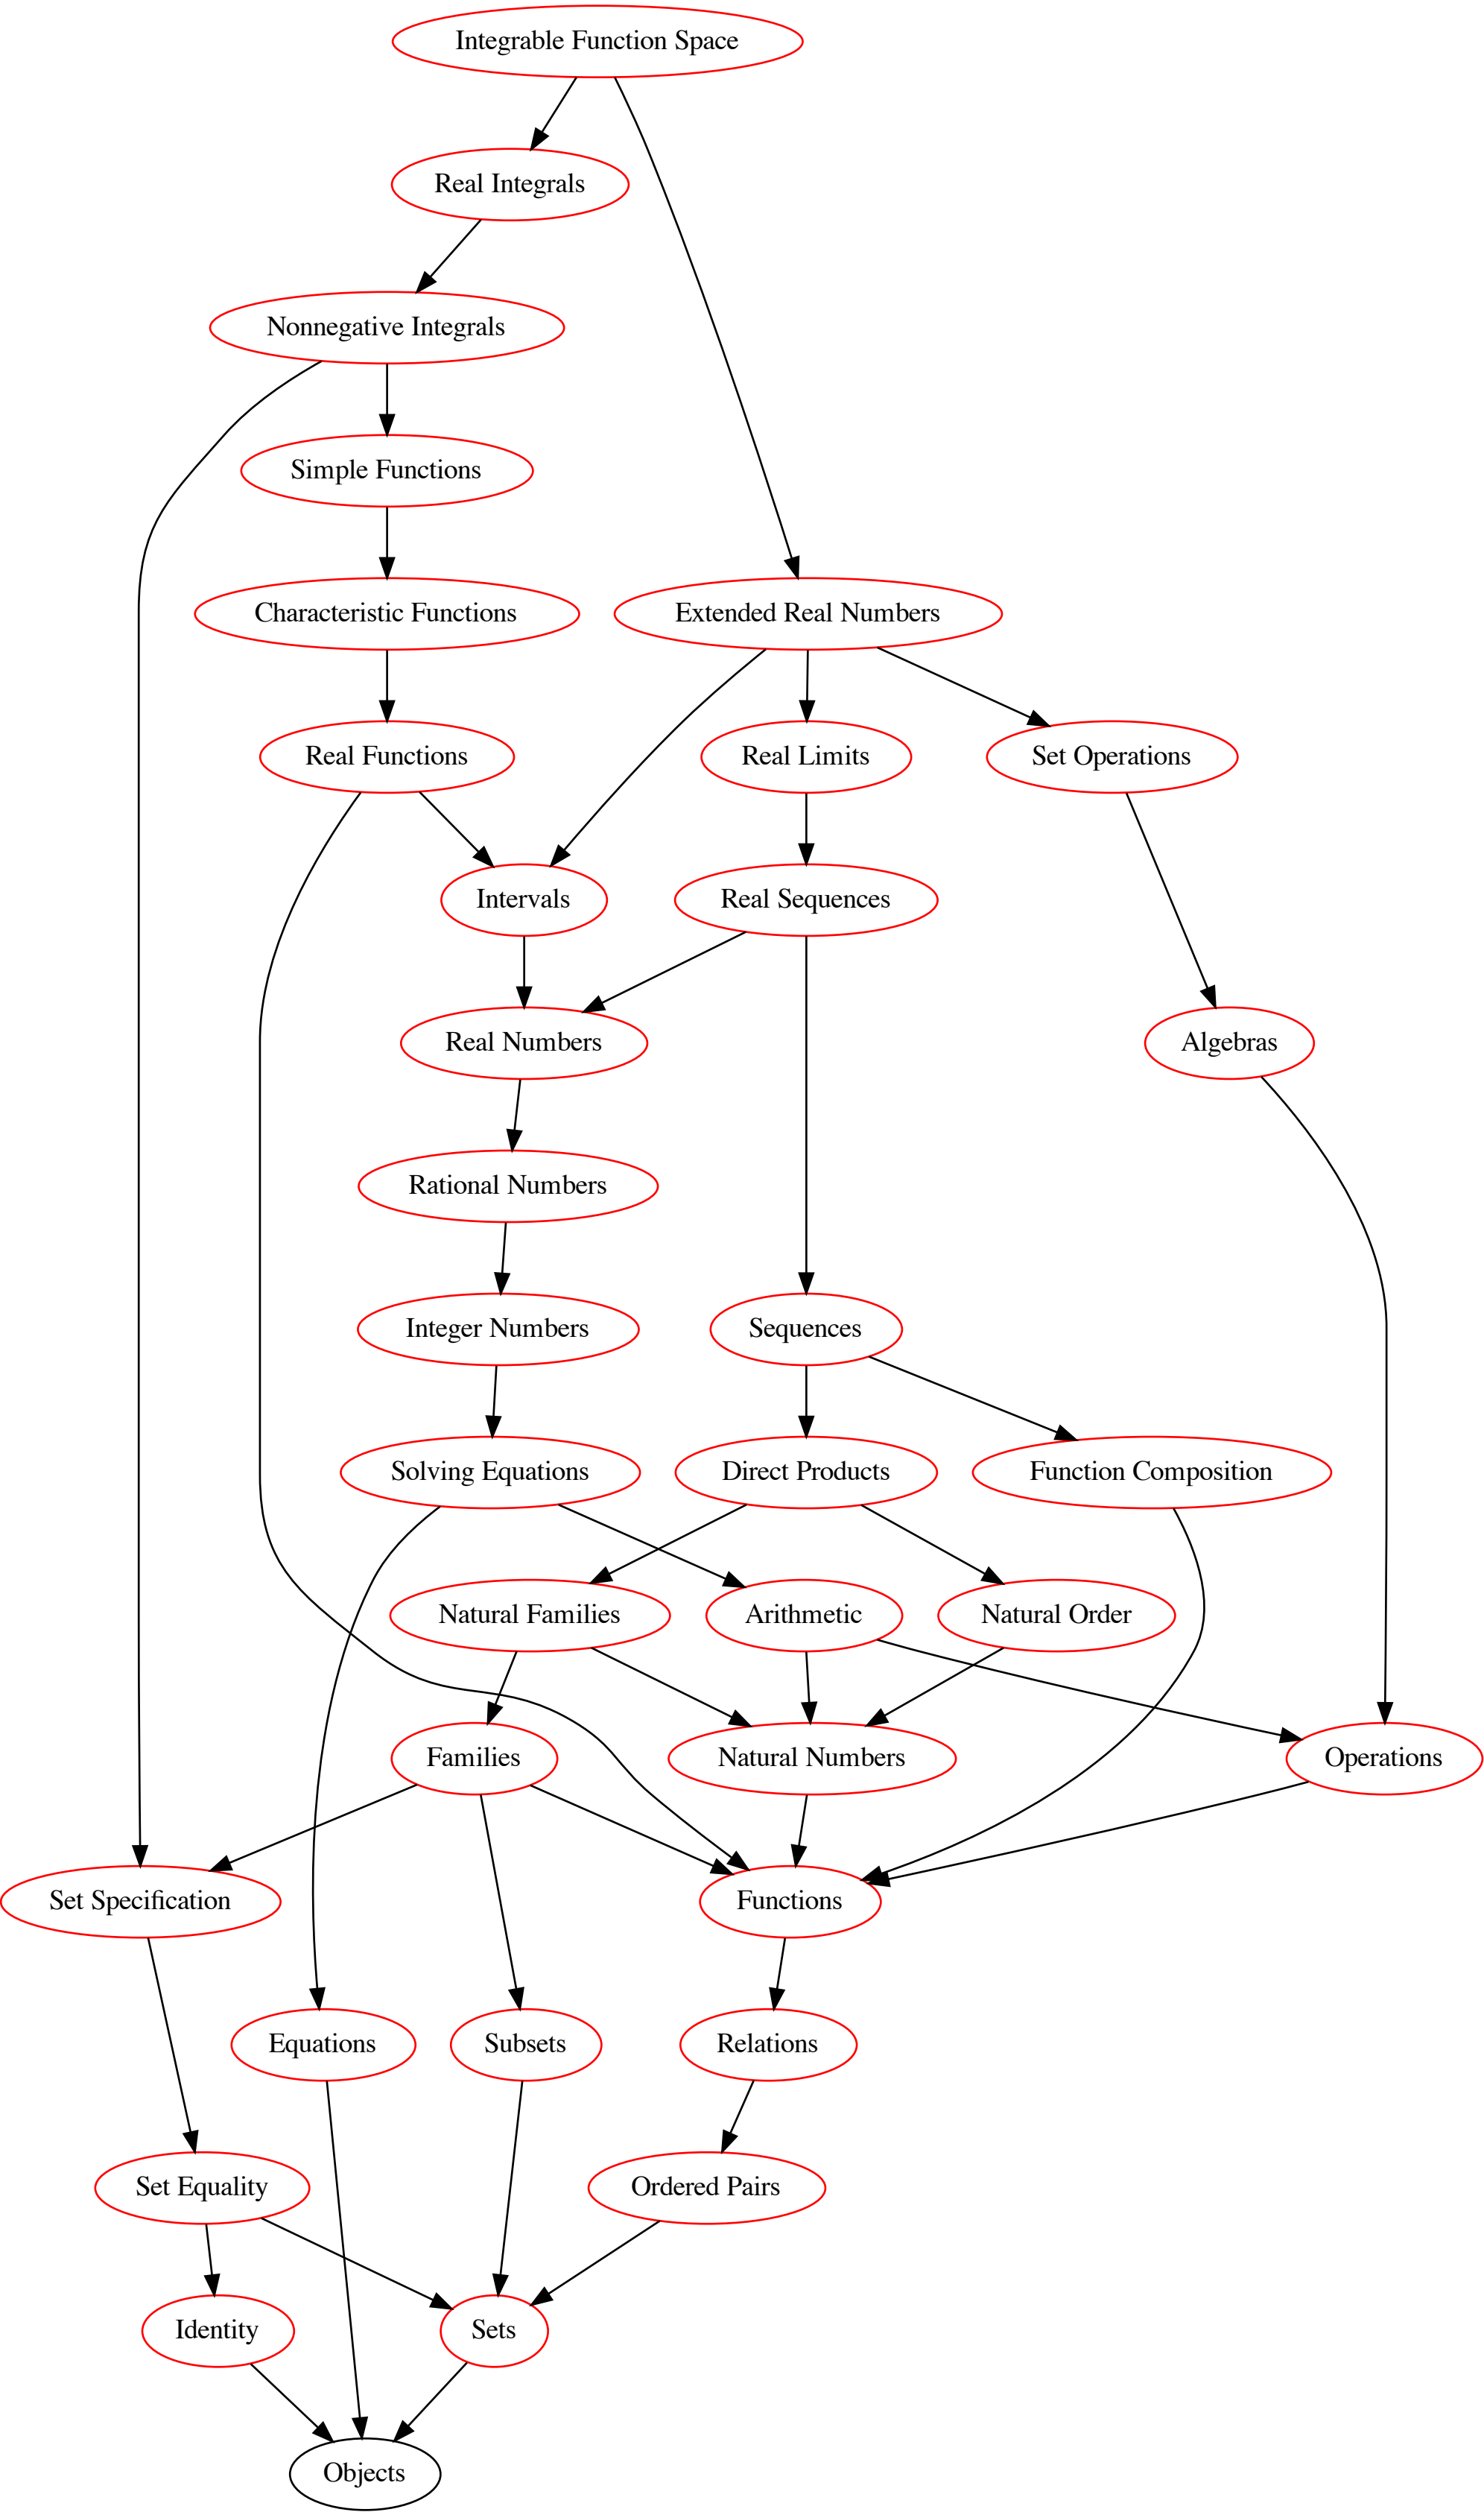 Integrable Function Space
Real Integrals
Nonnegative Integrals
Simple Functions
Characteristic Functions
Extended Real Numbers
Real Functions
Real Limits
Set Operations
Intervals
Real Sequences
Real Numbers
Algebras
Rational Numbers
Integer Numbers
Sequences
Solving Equations
Direct Products
Function Composition
Natural Families
Arithmetic
Natural Order
Families
Natural Numbers
Operations
Set Specification
Functions
Equations
Subsets
Relations
Set Equality
Ordered Pairs
Identity
Sets
Objects